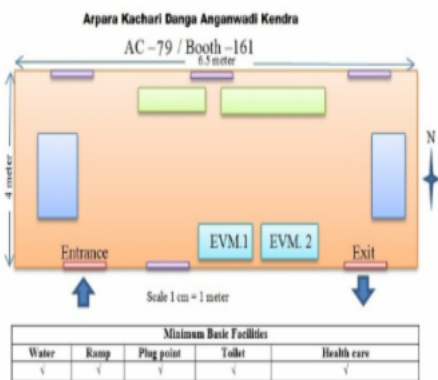 Arpara Kachari Danga Anganwadi Kendra
AC -79 / Booth -161
6.5 meter
4 meter
N
EVM.1 EVM. 2
Entrance Exit
Scale 1 cm = 1 meter
Minimum Basic Facilities
Water Ramp Plug point Toilet Health care
√ √ √ √ √